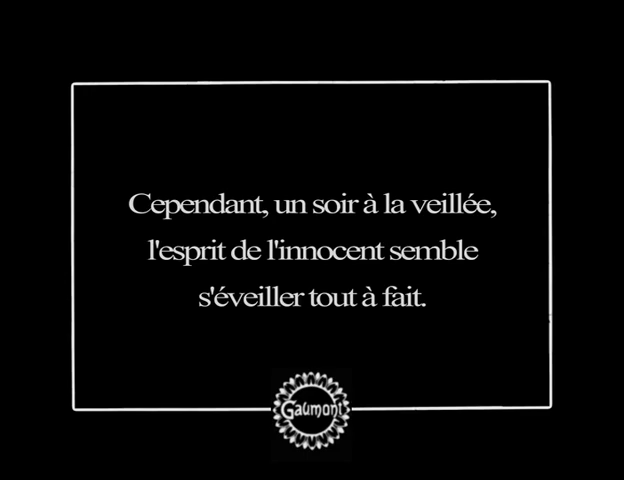 Cependant, un soir à la veillée,
l'esprit de l'innocent semble
s'éveiller tout à fait.
Gaumont